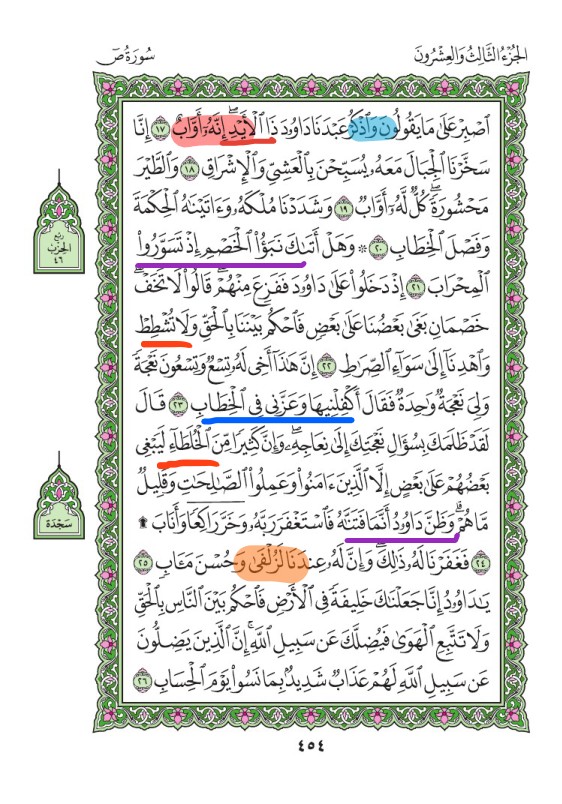 الجُزْءُ الثَّالِثُ وَالعِشْرُونَ
سُورَةُ صٓ
ٱصۡبِرۡ عَلَىٰ مَا يَقُولُونَ وَٱذۡكُرۡ عَبۡدَنَا دَاوُۥدَ ذَا ٱلۡأَيۡدِۖ إِنَّهُۥٓ أَوَّابٌ ١٧ إِنَّا
سَخَّرۡنَا ٱلۡجِبَالَ مَعَهُۥ يُسَبِّحۡنَ بِٱلۡعَشِيِّ وَٱلۡإِشۡرَاقِ ١٨ وَٱلطَّيۡرَ
مَحۡشُورَةٗۖ كُلّٞ لَّهُۥٓ أَوَّابٞ ١٩ وَشَدَدۡنَا مُلۡكَهُۥ وَءَاتَيۡنَٰهُ ٱلۡحِكۡمَةَ
وَفَصۡلَ ٱلۡخِطَابِ ٢٠ ۞ وَهَلۡ أَتَىٰكَ نَبَؤُاْ ٱلۡخَصۡمِ إِذۡ تَسَوَّرُواْ
ٱلۡمِحۡرَابَ ٢١ إِذۡ دَخَلُواْ عَلَىٰ دَاوُۥدَ فَفَزِعَ مِنۡهُمۡۖ قَالُواْ لَا تَخَفۡۖ
خَصۡمَانِ بَغَىٰ بَعۡضُنَا عَلَىٰ بَعۡضٖ فَٱحۡكُم بَيۡنَنَا بِٱلۡحَقِّ وَلَا تُشۡطِطۡ
وَٱهۡدِنَآ إِلَىٰ سَوَآءِ ٱلصِّرَٰطِ ٢٢ إِنَّ هَٰذَآ أَخِي لَهُۥ تِسۡعٞ وَتِسۡعُونَ نَعۡجَةٗ
وَلِيَ نَعۡجَةٞ وَٰحِدَةٞ فَقَالَ أَكۡفِلۡنِيهَا وَعَزَّنِي فِي ٱلۡخِطَابِ ٢٣ قَالَ
لَقَدۡ ظَلَمَكَ بِسُؤَالِ نَعۡجَتِكَ إِلَىٰ نِعَاجِهِۦۖ وَإِنَّ كَثِيرٗا مِّنَ ٱلۡخُلَطَآءِ لَيَبۡغِي
بَعۡضُهُمۡ عَلَىٰ بَعۡضٍ إِلَّا ٱلَّذِينَ ءَامَنُواْ وَعَمِلُواْ ٱلصَّٰلِحَٰتِ وَقَلِيلٞ
مَّا هُمۡۗ وَظَنَّ دَاوُۥدُ أَنَّمَا فَتَنَّٰهُ فَٱسۡتَغۡفَرَ رَبَّهُۥ وَخَرَّۤ رَاكِعٗاۤ وَأَنَابَ ۩
٢٤ فَغَفَرۡنَا لَهُۥ ذَٰلِكَۖ وَإِنَّ لَهُۥ عِندَنَا لَزُلۡفَىٰ وَحُسۡنَ مَـَٔابٖ ٢٥
يَٰدَاوُۥدُ إِنَّا جَعَلۡنَٰكَ خَلِيفَةٗ فِي ٱلۡأَرۡضِ فَٱحۡكُم بَيۡنَ ٱلنَّاسِ بِٱلۡحَقِّ
وَلَا تَتَّبِعِ ٱلۡهَوَىٰ فَيُضِلَّكَ عَن سَبِيلِ ٱللَّهِۚ إِنَّ ٱلَّذِينَ يَضِلُّونَ
عَن سَبِيلِ ٱللَّهِ لَهُمۡ عَذَابٞ شَدِيدُۢ بِمَا نَسُواْ يَوۡمَ ٱلۡحِسَابِ ٢٦
رُبع
الحِزب
٤٦
سَجْدَة
٤٥٤